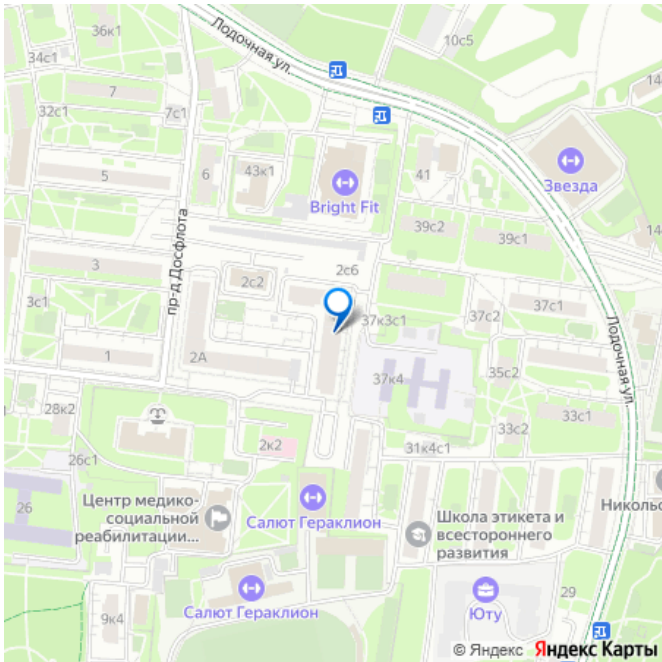 36к1
Лодочная ул.
10с5
34с1
7
14
32с1
7с1
43к1
6
5
41
Звезда
Bright Fit
39с2
39с1
14
пр-д Досфлота
3
2с6
2с2
3с1
37к3с1
37с2
37с1
Лодочная ул.
1
2А
37к4
35с2
28к2
33с1
33с2
2к2
31к4с1
26с1
26
Центр медико-
социальной
реабилитации...
Салют Гераклион
Школа этикета и
всестороннего
развития
Никольс
29
9к4
Салют Гераклион
Юту
© Яндекс Яндекс Карты